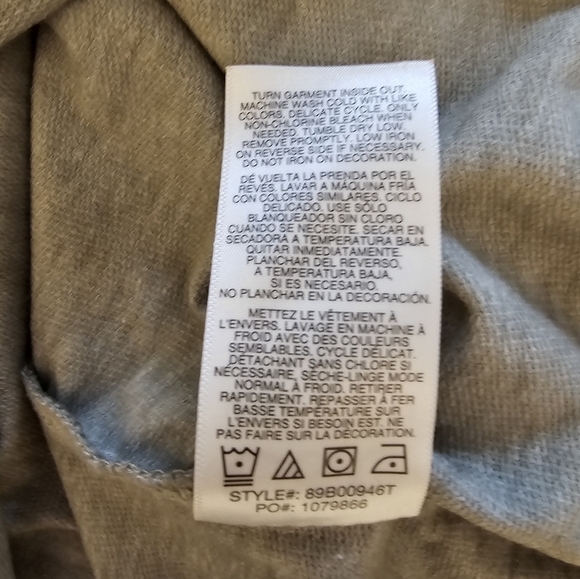 TURN GARMENT INSIDE OUT.
MACHINE WASH COLD WITH LIKE
COLORS. DELICATE CYCLE. ONLY
NON-CHLORINE BLEACH WHEN
NEEDED. TUMBLE DRY LOW.
REMOVE PROMPTLY. LOW IRON
ON REVERSE SIDE IF NECESSARY.
DO NOT IRON ON DECORATION.
DÉ VUELTA LA PRENDA POR EL
REVÉS. LAVAR A MÁQUINA FRÍA
CON COLORES SIMILARES. CICLO
DELICADO. USE SÓLO
BLANQUEADOR SIN CLORO
CUANDO SE NECESITE. SECAR EN
SECADORA A TEMPERATURA BAJA.
QUITAR INMEDIATAMENTE.
PLANCHAR DEL REVERSO,
A TEMPERATURA BAJA,
SI ES NECESARIO.
NO PLANCHAR EN LA DECORACIÓN.
METTEZ LE VÊTEMENT À
L'ENVERS. LAVAGE EN MACHINE À
FROID AVEC DES COULEURS
SEMBLABLES. CYCLE DÉLICAT.
DÉTACHANT SANS CHLORE SI
NÉCESSAIRE, SÈCHE-LINGE MODE
NORMAL À FROID. RETIRER
RAPIDEMENT. REPASSER À FER
BASSE TEMPÉRATURE SUR
L'ENVERS SI BESOIN EST. NE
PAS FAIRE SUR LA DÉCORATION.
STYLE#: 89B00946T
PO#: 1079866